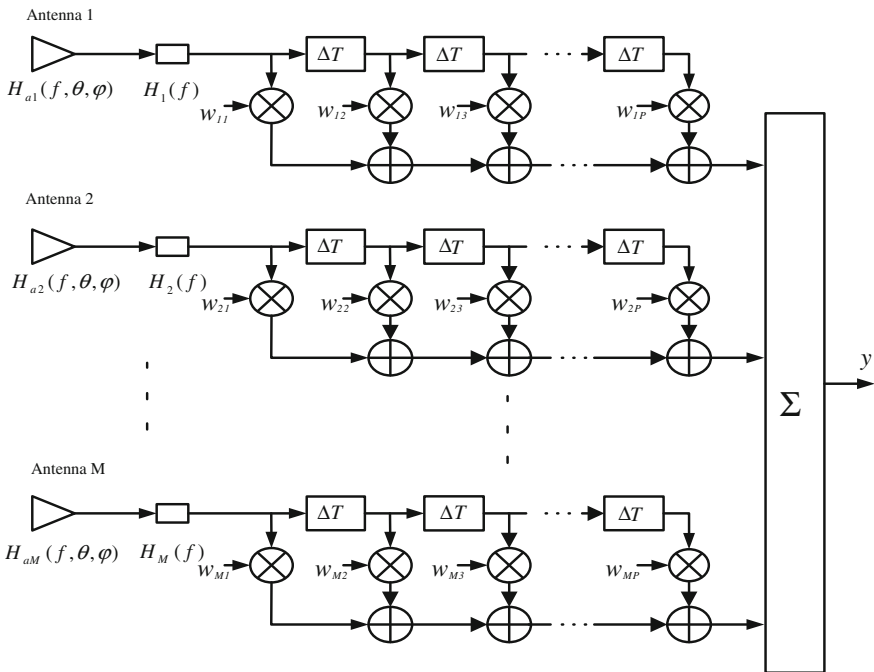 Antenna 1
ΔT ΔT . . . ΔT
H_{a1}(f,θ,φ) H_1(f)
w_{11} w_{12} w_{13} w_{1P}
. . .
Antenna 2
ΔT ΔT . . . ΔT
H_{a2}(f,θ,φ) H_2(f)
w_{21} w_{22} w_{23} w_{2P}
. . .
y
Σ
Antenna M
ΔT ΔT . . . ΔT
H_{aM}(f,θ,φ) H_M(f)
w_{M1} w_{M2} w_{M3} w_{MP}
. . .